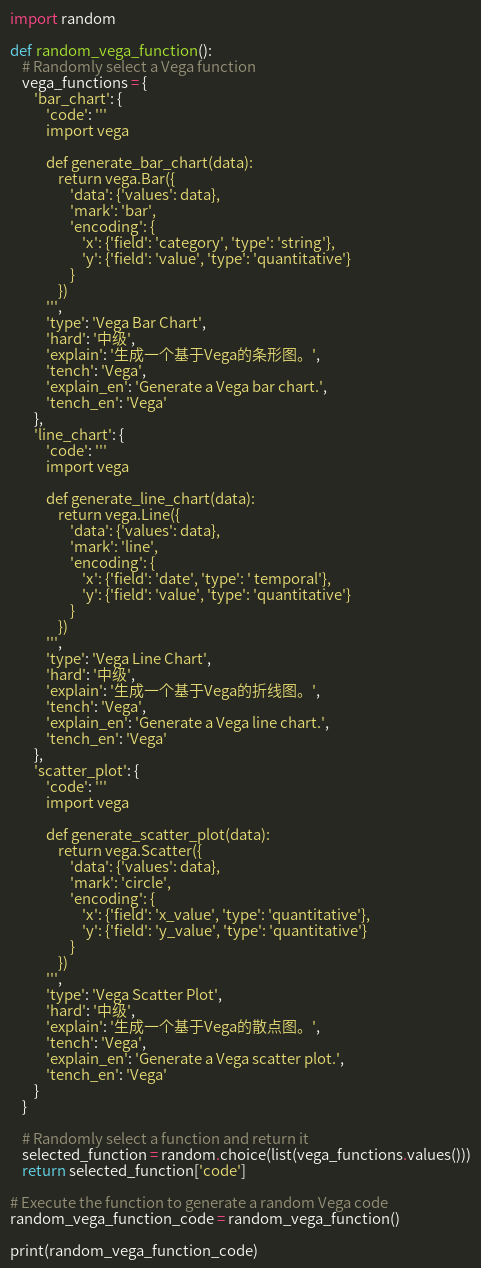 import random

def random_vega_function():
    # Randomly select a Vega function
    vega_functions = {
        'bar_chart': {
            'code': '''
            import vega

            def generate_bar_chart(data):
                return vega.Bar({
                    'data': {'values': data},
                    'mark': 'bar',
                    'encoding': {
                        'x': {'field': 'category', 'type': 'string'},
                        'y': {'field': 'value', 'type': 'quantitative'}
                    }
                })
            ''',
            'type': 'Vega Bar Chart',
            'hard': '中级',
            'explain': '生成一个基于Vega的条形图。',
            'tench': 'Vega',
            'explain_en': 'Generate a Vega bar chart.',
            'tench_en': 'Vega'
        },
        'line_chart': {
            'code': '''
            import vega

            def generate_line_chart(data):
                return vega.Line({
                    'data': {'values': data},
                    'mark': 'line',
                    'encoding': {
                        'x': {'field': 'date', 'type': ' temporal'},
                        'y': {'field': 'value', 'type': 'quantitative'}
                    }
                })
            ''',
            'type': 'Vega Line Chart',
            'hard': '中级',
            'explain': '生成一个基于Vega的折线图。',
            'tench': 'Vega',
            'explain_en': 'Generate a Vega line chart.',
            'tench_en': 'Vega'
        },
        'scatter_plot': {
            'code': '''
            import vega

            def generate_scatter_plot(data):
                return vega.Scatter({
                    'data': {'values': data},
                    'mark': 'circle',
                    'encoding': {
                        'x': {'field': 'x_value', 'type': 'quantitative'},
                        'y': {'field': 'y_value', 'type': 'quantitative'}
                    }
                })
            ''',
            'type': 'Vega Scatter Plot',
            'hard': '中级',
            'explain': '生成一个基于Vega的散点图。',
            'tench': 'Vega',
            'explain_en': 'Generate a Vega scatter plot.',
            'tench_en': 'Vega'
        }
    }

    # Randomly select a function and return it
    selected_function = random.choice(list(vega_functions.values()))
    return selected_function['code']

# Execute the function to generate a random Vega code
random_vega_function_code = random_vega_function()

print(random_vega_function_code)